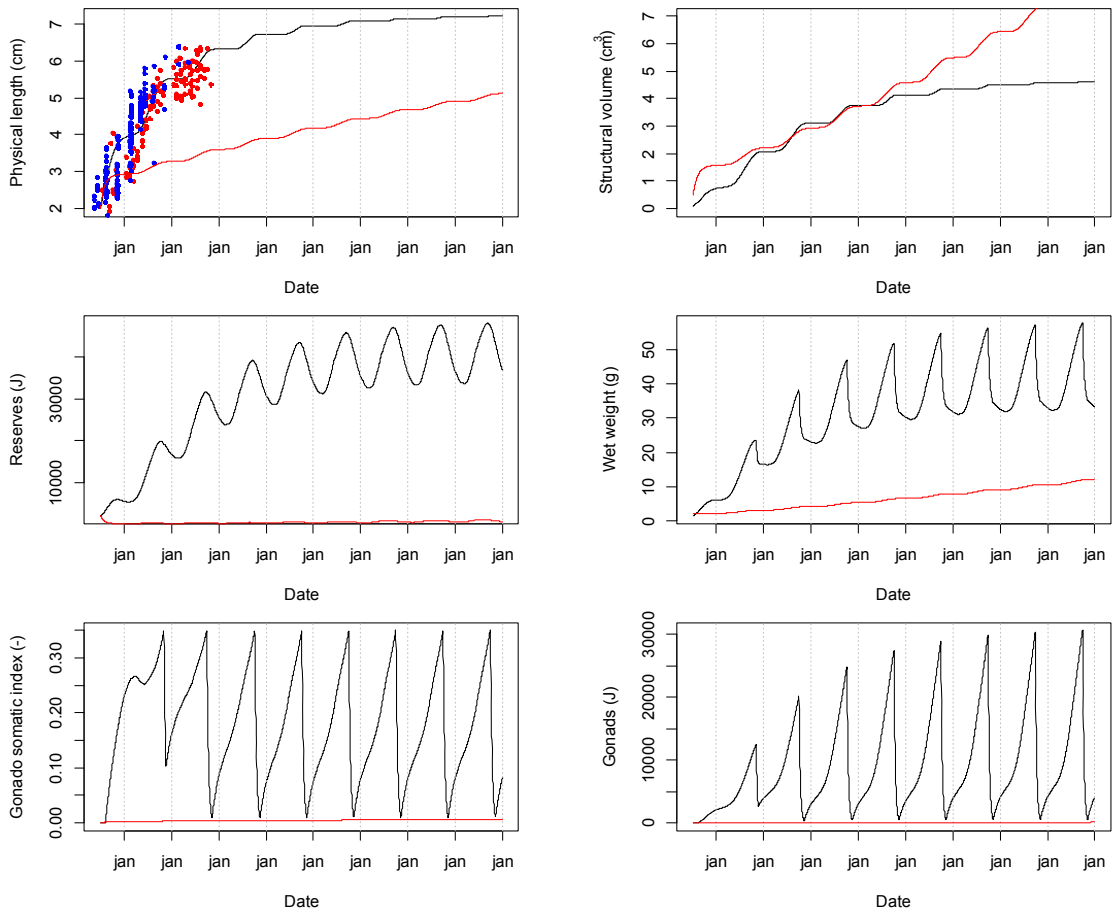 Physical length (cm)
7
6
5
4
3
2
jan jan jan jan jan jan jan jan jan
Date
Structural volume (cm3)
7
6
5
4
3
2
1
0
jan jan jan jan jan jan jan jan jan
Date
Reserves (J)
30000
10000
jan jan jan jan jan jan jan jan jan
Date
Wet weight (g)
50
40
30
20
10
0
jan jan jan jan jan jan jan jan jan
Date
Gonado somatic index (-)
0.30
0.20
0.10
0.00
jan jan jan jan jan jan jan jan jan
Date
Gonads (J)
30000
20000
10000
0
jan jan jan jan jan jan jan jan jan
Date